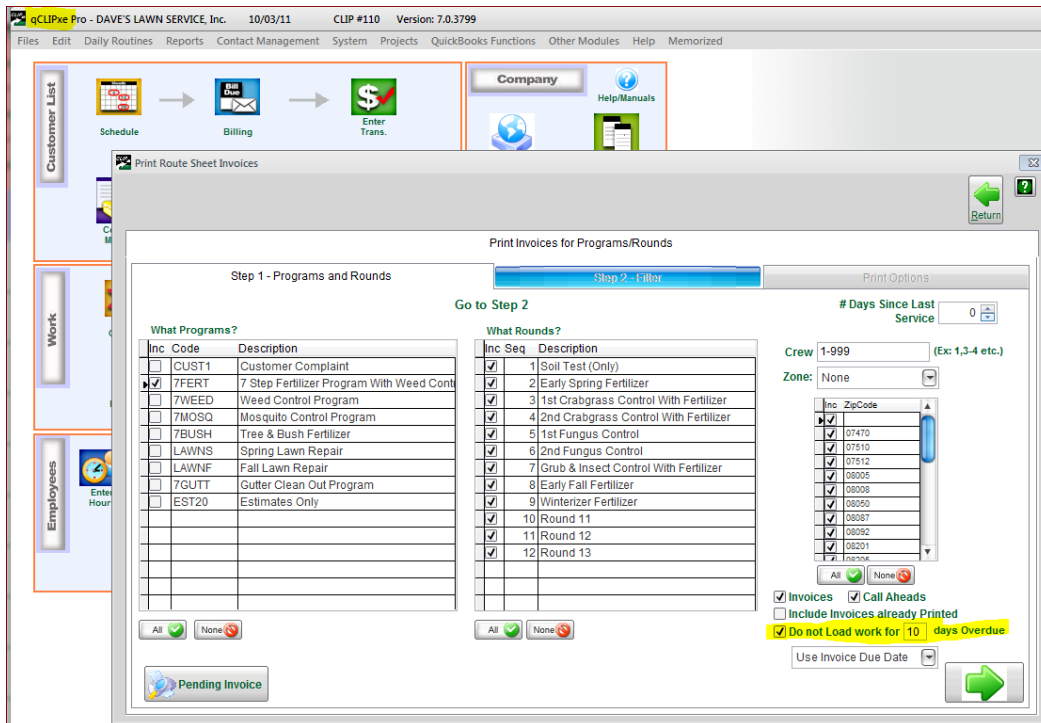 qCLIPxe Pro - DAVE'S LAWN SERVICE, Inc. 10/03/11 CLIP #110 Version: 7.0.3799
Files Edit Daily Routines Reports Contact Management System Projects QuickBooks Functions Other Modules Help Memorized
Customer List
Schedule
Bill Due
Billing
Enter Trans.
Company
Help/Manuals
Work
Employees
Print Route Sheet Invoices
Return
Print Invoices for Programs/Rounds
Step 1 - Programs and Rounds
Step 2 - Filter
Print Options
Go to Step 2
# Days Since Last Service 0
What Programs?
Inc Code Description
CUST1 Customer Complaint
7FERT 7 Step Fertilizer Program With Weed Cont
7WEED Weed Control Program
7MOSQ Mosquito Control Program
7BUSH Tree & Bush Fertilizer
LAWNS Spring Lawn Repair
LAWNF Fall Lawn Repair
7GUTT Gutter Clean Out Program
EST20 Estimates Only
All None
Pending Invoice
What Rounds?
Inc Seq Description
1 Soil Test (Only)
2 Early Spring Fertilizer
3 1st Crabgrass Control With Fertilizer
4 2nd Crabgrass Control With Fertilizer
5 1st Fungus Control
6 2nd Fungus Control
7 Grub & Insect Control With Fertilizer
8 Early Fall Fertilizer
9 Winterizer Fertilizer
10 Round 11
11 Round 12
12 Round 13
All None
Crew 1-999 (Ex: 1,3-4 etc.)
Zone: None
Inc ZipCode
07470
07510
07512
08005
08008
08050
08087
08092
08201
All None
Invoices Call Aheads
Include Invoices already Printed
Do not Load work for 10 days Overdue
Use Invoice Due Date